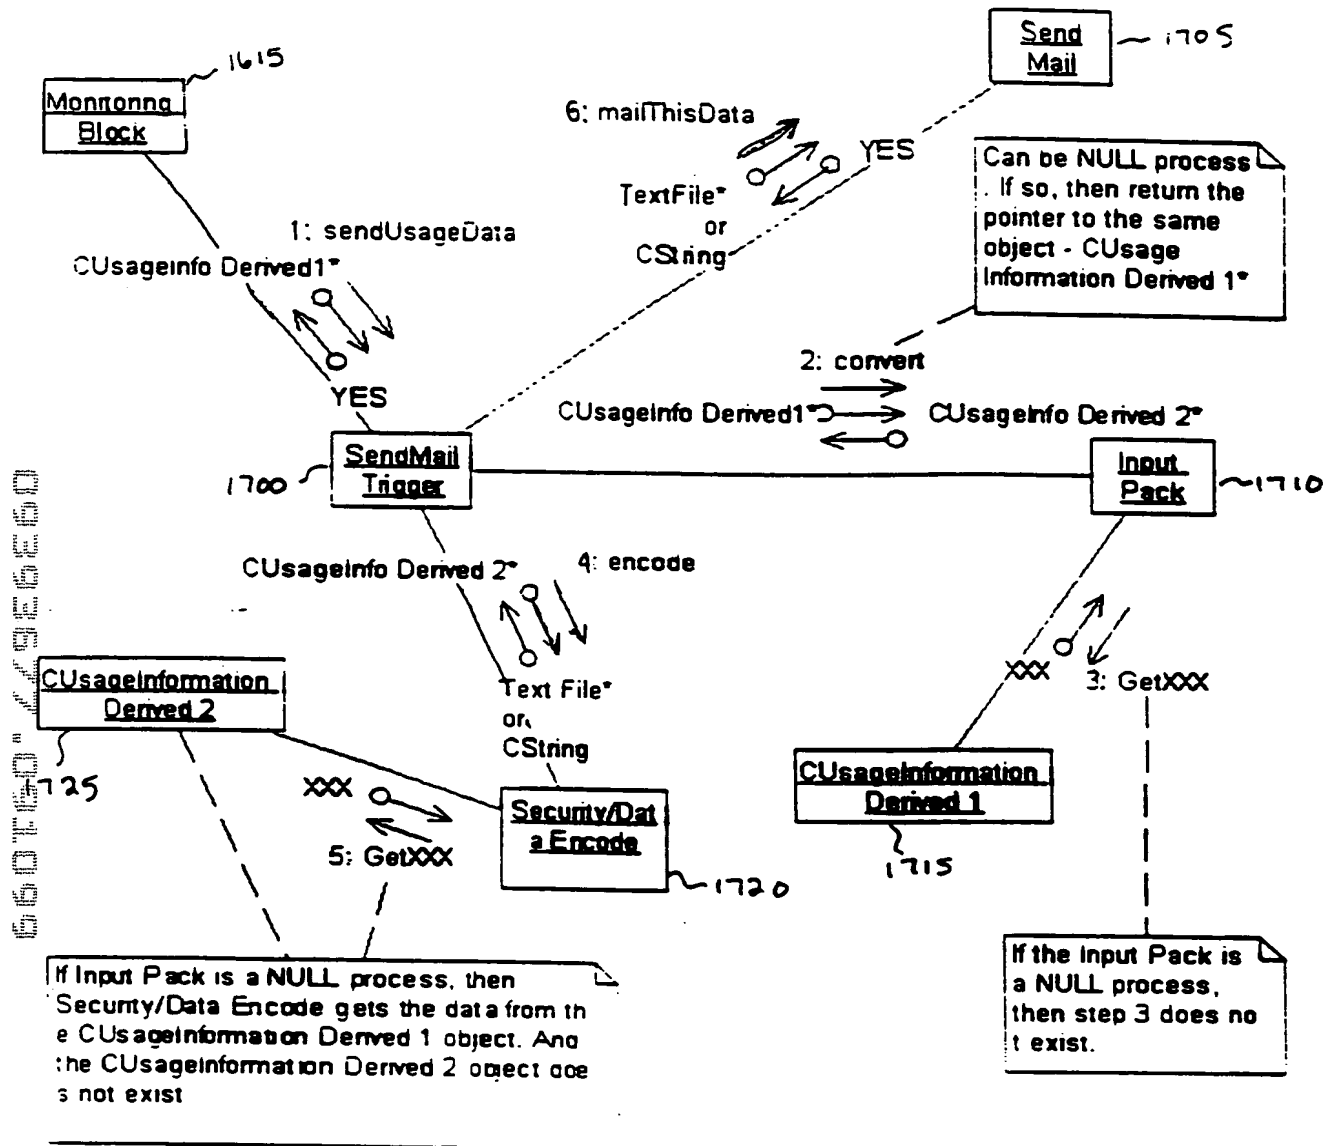 1615
Monitoring
Block
Send
Mail
1705
6: mailThisData
YES
TextFile*
or
CString
Can be NULL process
. If so, then return the
pointer to the same
object - CUsage
Information Derived 1*
1: sendUsageData
CUsageInfo Derived1*
YES
2: convert
CUsageInfo Derived1*
CUsageInfo Derived 2*
SendMail
Trigger
1700
Input
Pack
1710
CUsageInfo Derived 2*
4: encode
Text File*
or
CString
XXX
3: GetXXX
CUsageInformation
Derived 2
1725
XXX
5: GetXXX
Security/Dat
a Encode
1720
CUsageInformation
Derived 1
1715
If Input Pack is a NULL process, then
Security/Data Encode gets the data from th
e CUsageInformation Derived 1 object. And
the CUsageInformation Derived 2 object doe
s not exist
If the Input Pack is
a NULL process,
then step 3 does no
t exist.